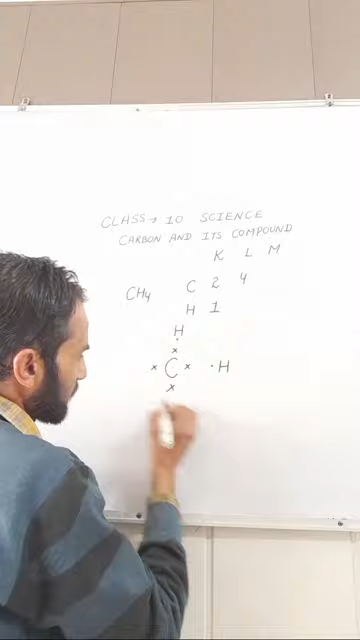 CLASS → 10 SCIENCE
CARBON AND ITS COMPOUND
K L M
CH4 C 2 4
H 1
H
·
x
x C x · H
x